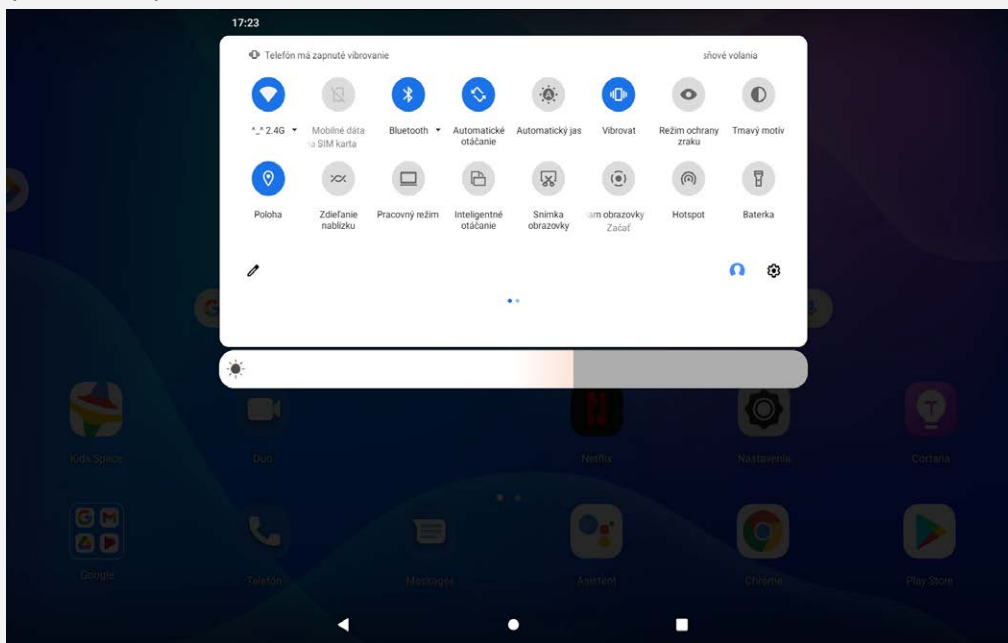 17:23
Telefón má zapnuté vibrovanie
sňové volania
^_^ 2.4G
Mobilné dáta
a SIM karta
Bluetooth
Automatické
otáčanie
Automatický jas
Vibrovat
Režim ochrany
zraku
Tmavý motív
Poloha
Zdieľanie
nablízku
Pracovný režim
Inteligentné
otáčanie
Snímka
obrazovky
am obrazovky
Začať
Hotspot
Baterka
Kids Space
Duo
Netflix
Nastavenia
Cortana
Google
Telefón
Messages
Asistent
Chrome
Play Store